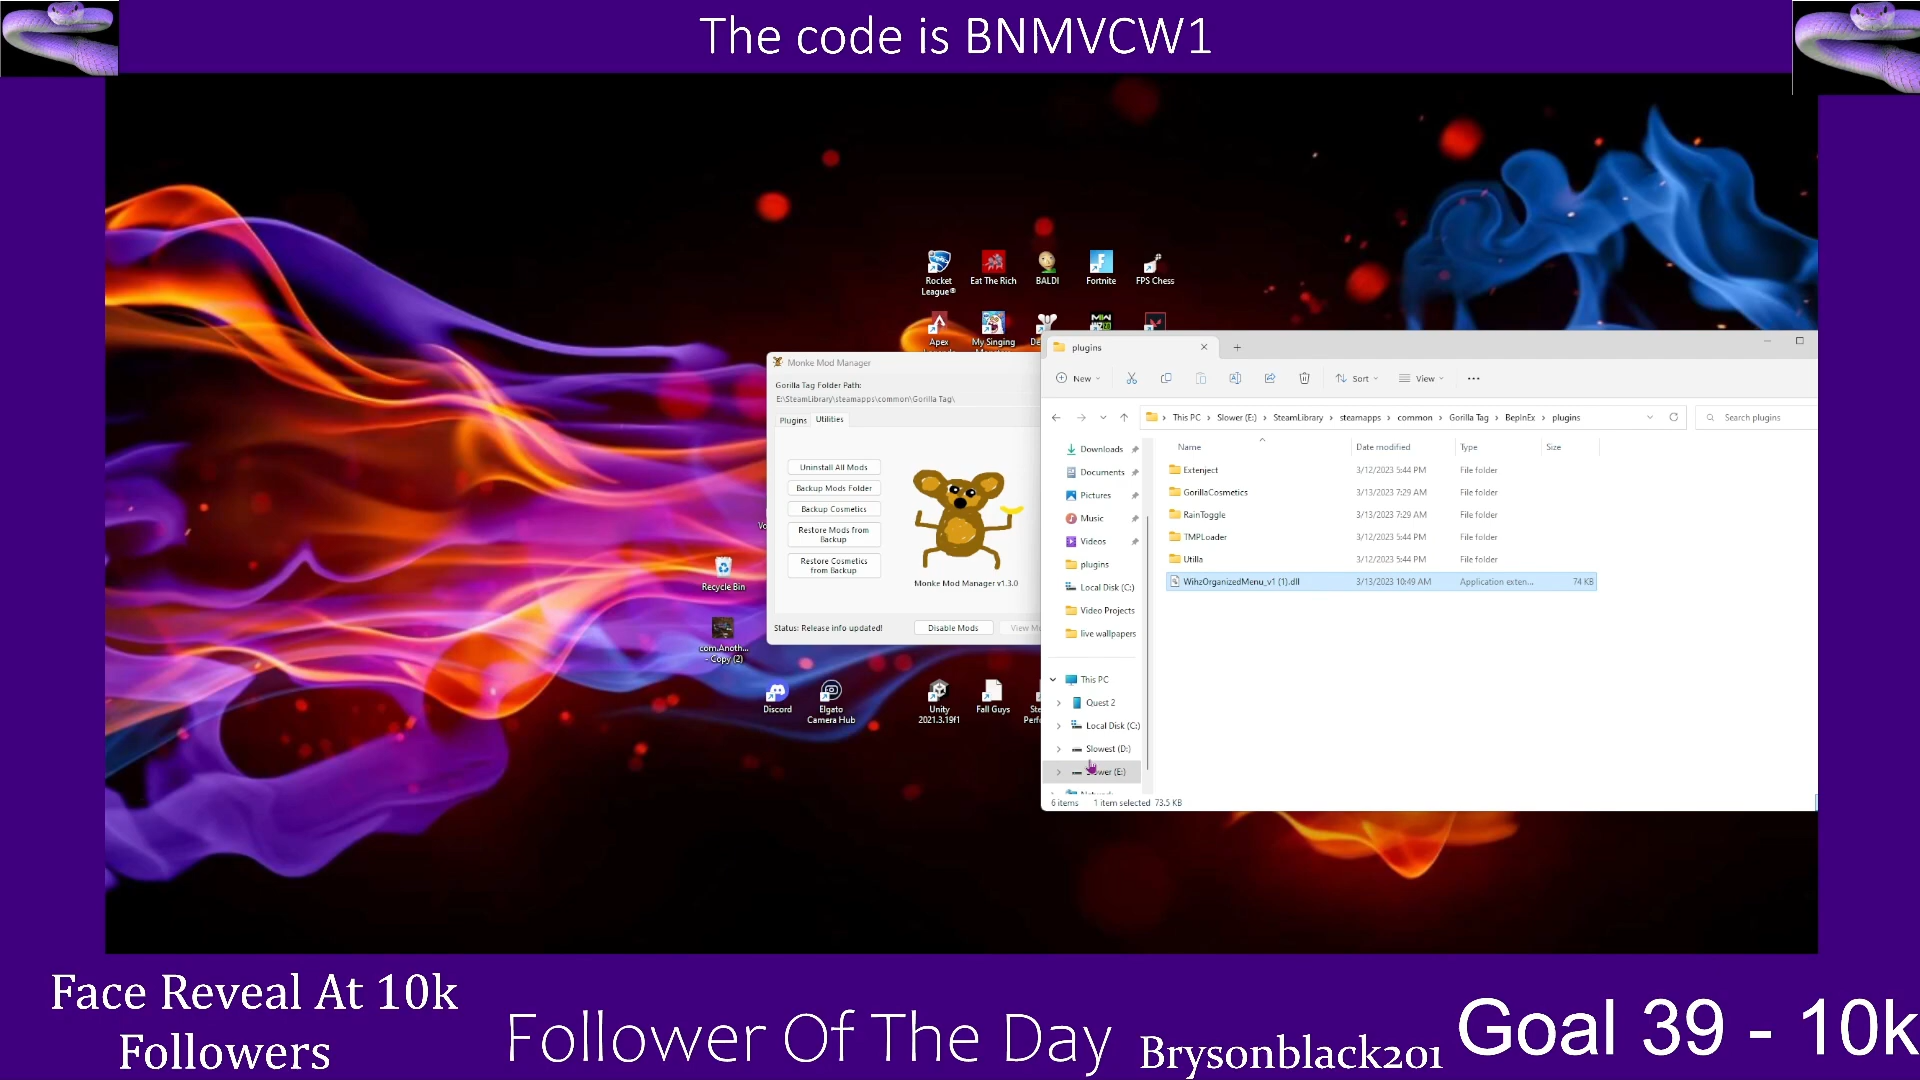 The code is BNMVCW1
Rocket League®
Eat The Rich
BALDI
Fortnite
FPS Chess
Apex
My Singing
Monke Mod Manager
Gorilla Tag Folder Path:
E:\SteamLibrary\steamapps\common\Gorilla Tag\
Plugins
Utilities
Uninstall All Mods
Backup Mods Folder
Backup Cosmetics
Restore Mods from Backup
Restore Cosmetics from Backup
Monke Mod Manager v1.3.0
Status: Release info updated!
Disable Mods
View M
plugins
New
Sort
View
This PC > Slower (E:) > SteamLibrary > steamapps > common > Gorilla Tag > BepInEx > plugins
Search plugins
Downloads
Documents
Pictures
Music
Videos
plugins
Local Disk (C:)
Video Projects
live wallpapers
This PC
Quest 2
Local Disk (C:)
Slowest (D:)
Name Date modified Type Size
Extenject 3/12/2023 5:44 PM File folder
GorillaCosmetics 3/13/2023 7:29 AM File folder
RainToggle 3/13/2023 7:29 AM File folder
TMPLoader 3/12/2023 5:44 PM File folder
Utilla 3/12/2023 5:44 PM File folder
WihzOrganizedMenu_v1 (1).dll 3/13/2023 10:49 AM Application exten... 74 KB
6 items 1 item selected 73.5 KB
Recycle Bin
com.Anoth...
- Copy (2)
Discord
Elgato Camera Hub
Unity 2021.3.19f1
Fall Guys
Face Reveal At 10k
Followers
Follower Of The Day
Brysonblack201
Goal 39 - 10k